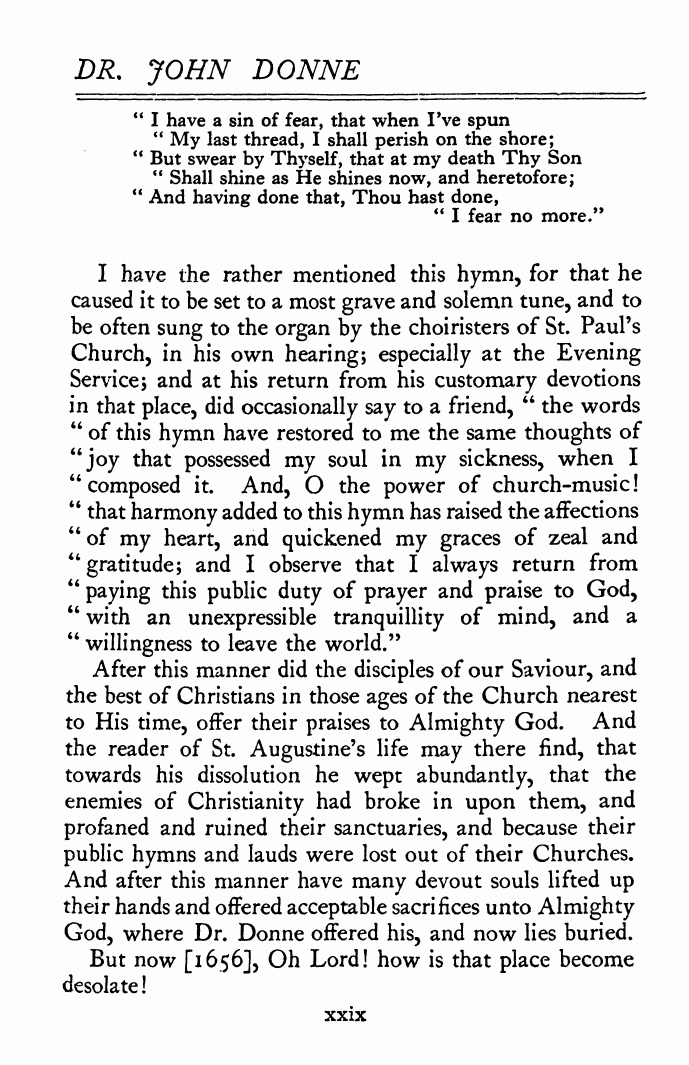 DR. JOHN DONNE
“ I have a sin of fear, that when I’ve spun
“ My last thread, I shall perish on the shore;
“ But swear by Thyself, that at my death Thy Son
“ Shall shine as He shines now, and heretofore;
“ And having done that, Thou hast done,
“ I fear no more.”
I have the rather mentioned this hymn, for that he
caused it to be set to a most grave and solemn tune, and to
be often sung to the organ by the choiristers of St. Paul’s
Church, in his own hearing; especially at the Evening
Service; and at his return from his customary devotions
in that place, did occasionally say to a friend, “ the words
“ of this hymn have restored to me the same thoughts of
“ joy that possessed my soul in my sickness, when I
“ composed it. And, O the power of church-music!
“ that harmony added to this hymn has raised the affections
“ of my heart, and quickened my graces of zeal and
“ gratitude; and I observe that I always return from
“ paying this public duty of prayer and praise to God,
“ with an unexpressible tranquillity of mind, and a
“ willingness to leave the world.”
After this manner did the disciples of our Saviour, and
the best of Christians in those ages of the Church nearest
to His time, offer their praises to Almighty God. And
the reader of St. Augustine’s life may there find, that
towards his dissolution he wept abundantly, that the
enemies of Christianity had broke in upon them, and
profaned and ruined their sanctuaries, and because their
public hymns and lauds were lost out of their Churches.
And after this manner have many devout souls lifted up
their hands and offered acceptable sacrifices unto Almighty
God, where Dr. Donne offered his, and now lies buried.
But now [1656], Oh Lord! how is that place become
desolate!
xxix